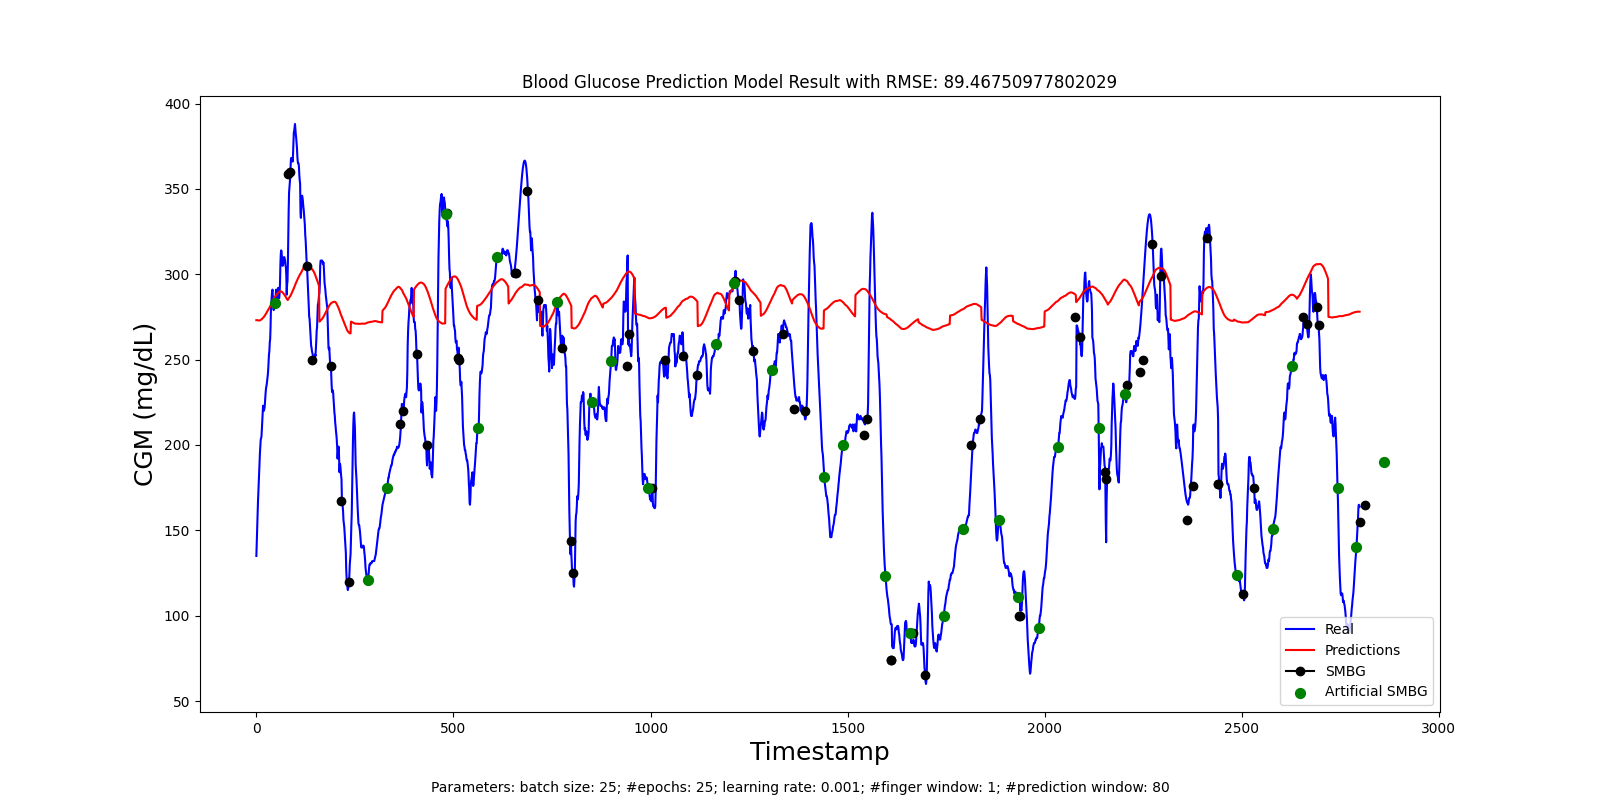 Blood Glucose Prediction Model Result with RMSE: 89.46750977802029
400
350
300
250
200
150
100
50
CGM (mg/dL)
0 500 1000 1500 2000 2500 3000
Timestamp
Real
Predictions
SMBG
Artificial SMBG
Parameters: batch size: 25; #epochs: 25; learning rate: 0.001; #finger window: 1; #prediction window: 80